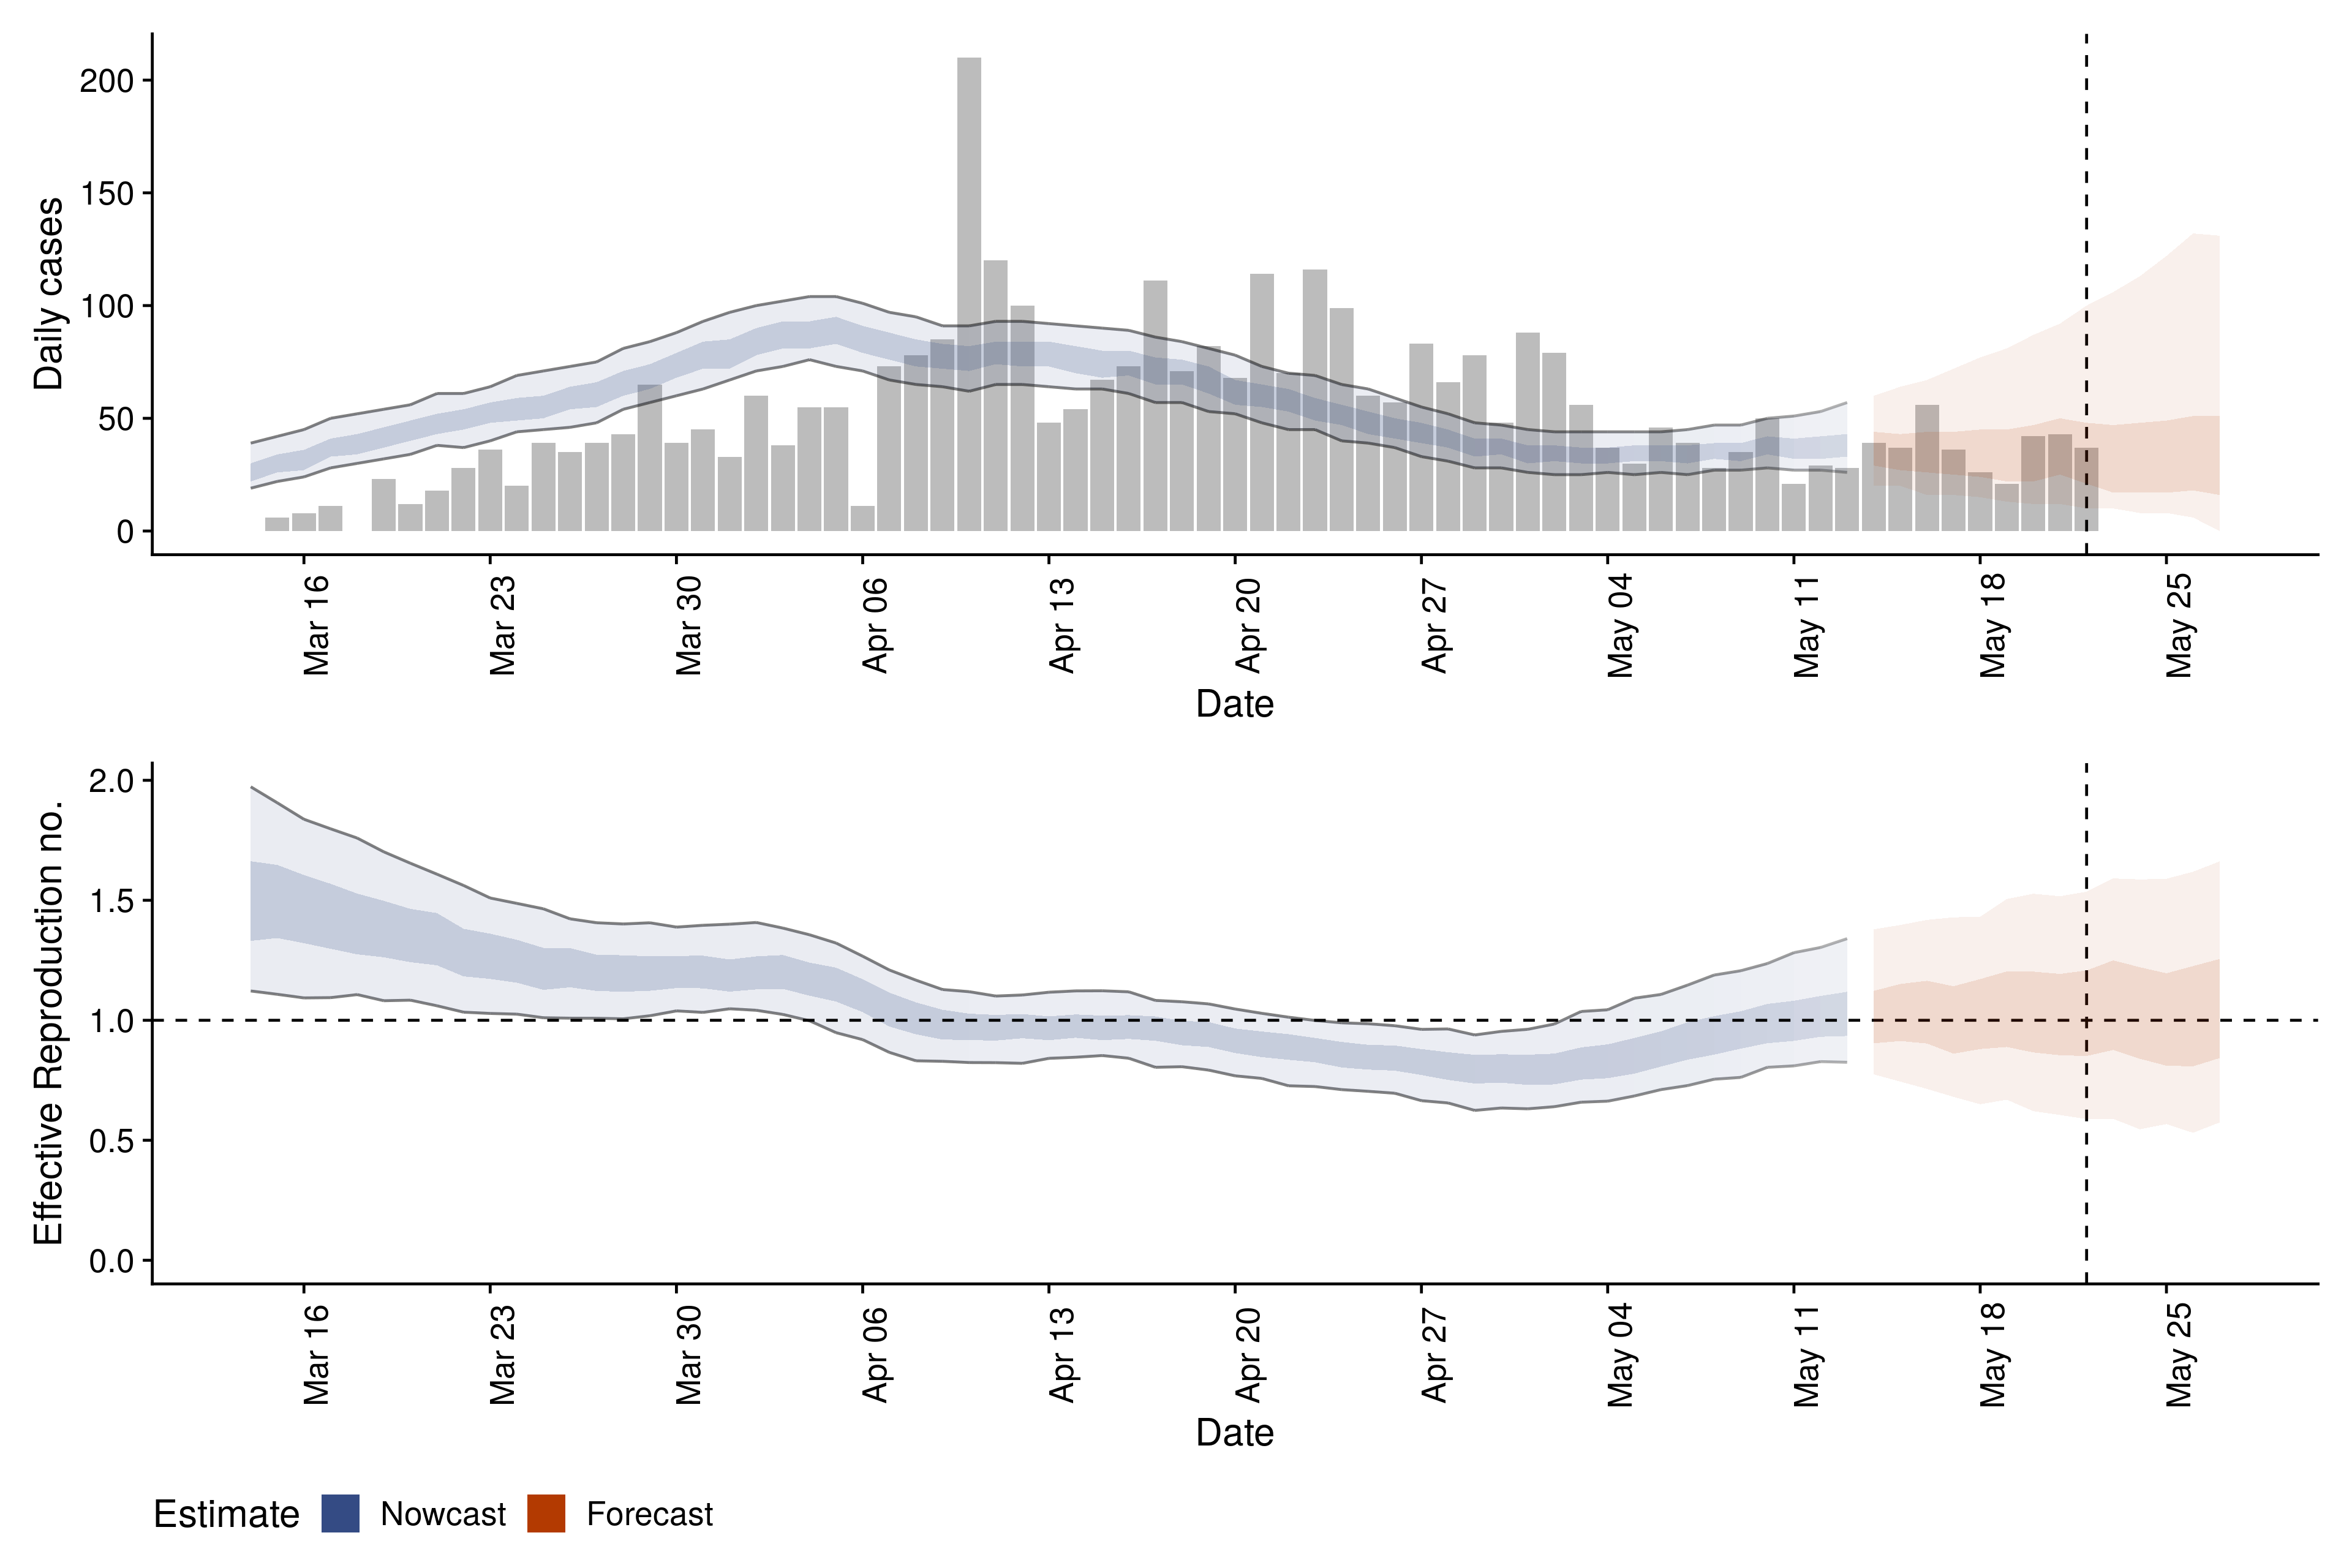 Daily cases
200
150
100
50
0
Mar 16
Mar 23
Mar 30
Apr 06
Apr 13
Apr 20
Apr 27
May 04
May 11
May 18
May 25
Date
Effective Reproduction no.
2.0
1.5
1.0
0.5
0.0
Mar 16
Mar 23
Mar 30
Apr 06
Apr 13
Apr 20
Apr 27
May 04
May 11
May 18
May 25
Date
Estimate Nowcast Forecast